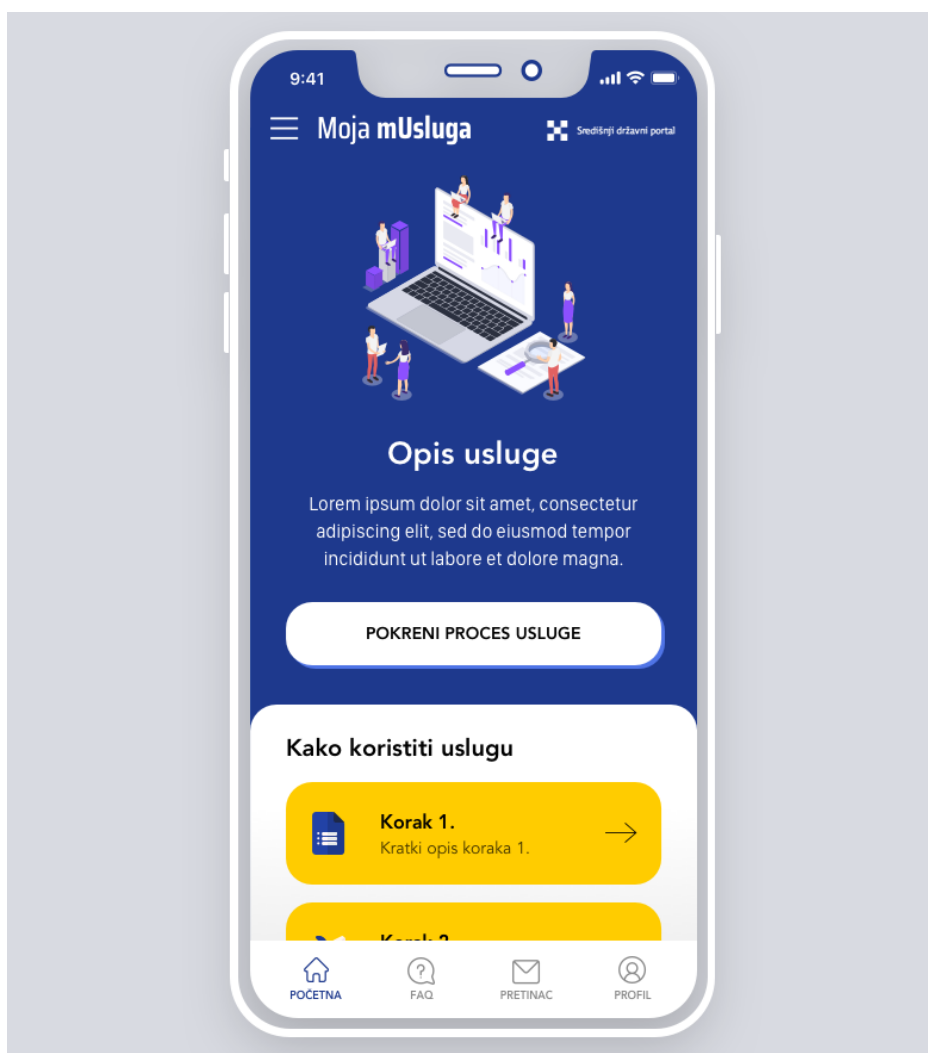 9:41
Moja mUsluga
Središnji državni portal
Opis usluge
Lorem ipsum dolor sit amet, consectetur
adipiscing elit, sed do eiusmod tempor
incididunt ut labore et dolore magna.
POKRENI PROCES USLUGE
Kako koristiti uslugu
Korak 1.
Kratki opis koraka 1.
Korak 2.
POČETNA
FAQ
PRETINAC
PROFIL